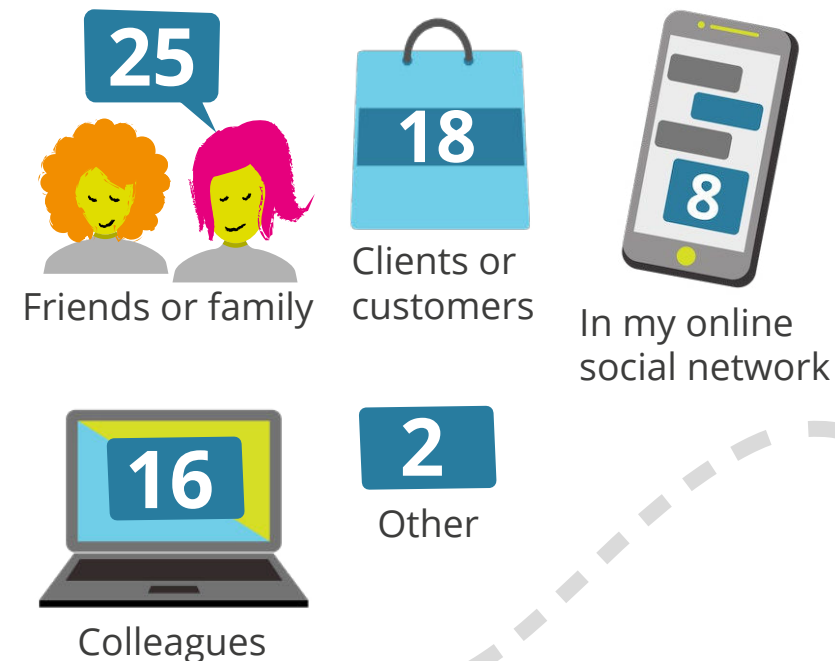 25
Friends or family
18
Clients or
customers
8
In my online
social network
16
Colleagues
2
Other